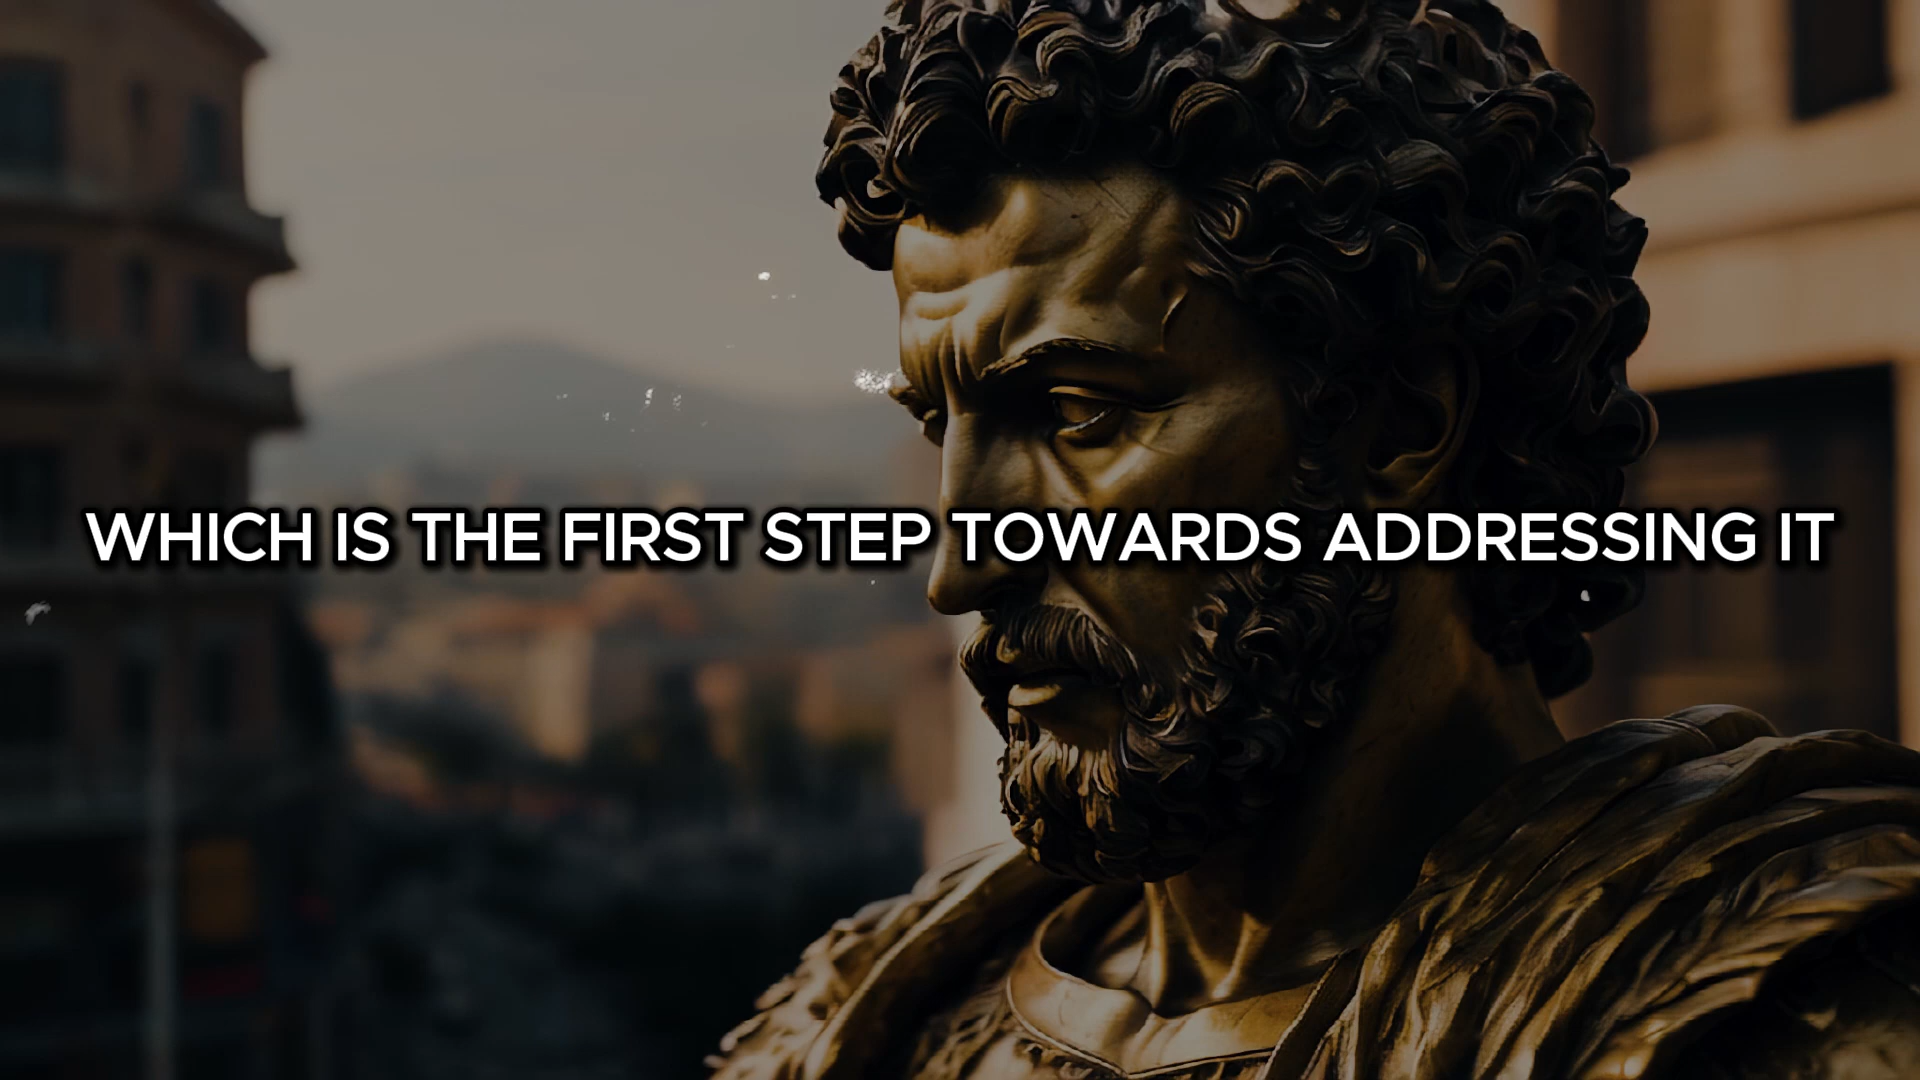 WHICH IS THE FIRST STEP TOWARDS ADDRESSING IT